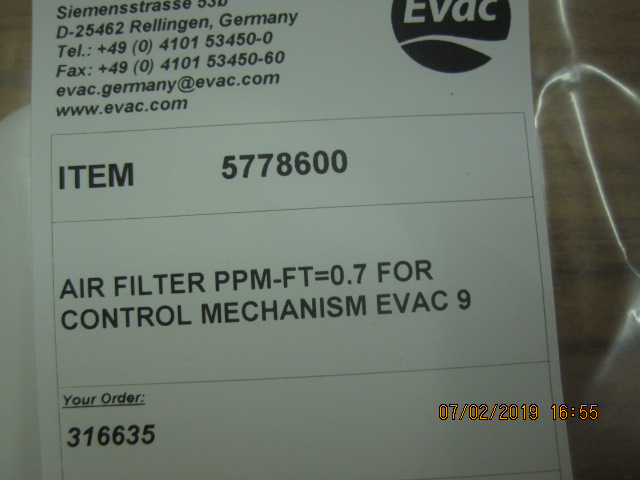 Siemensstrasse 53b
D-25462 Rellingen, Germany
Tel.: +49 (0) 4101 53450-0
Fax: +49 (0) 4101 53450-60
evac.germany@evac.com
www.evac.com
Evac
ITEM 5778600
AIR FILTER PPM-FT=0.7 FOR
CONTROL MECHANISM EVAC 9
Your Order:
316635
07/02/2019 16:55